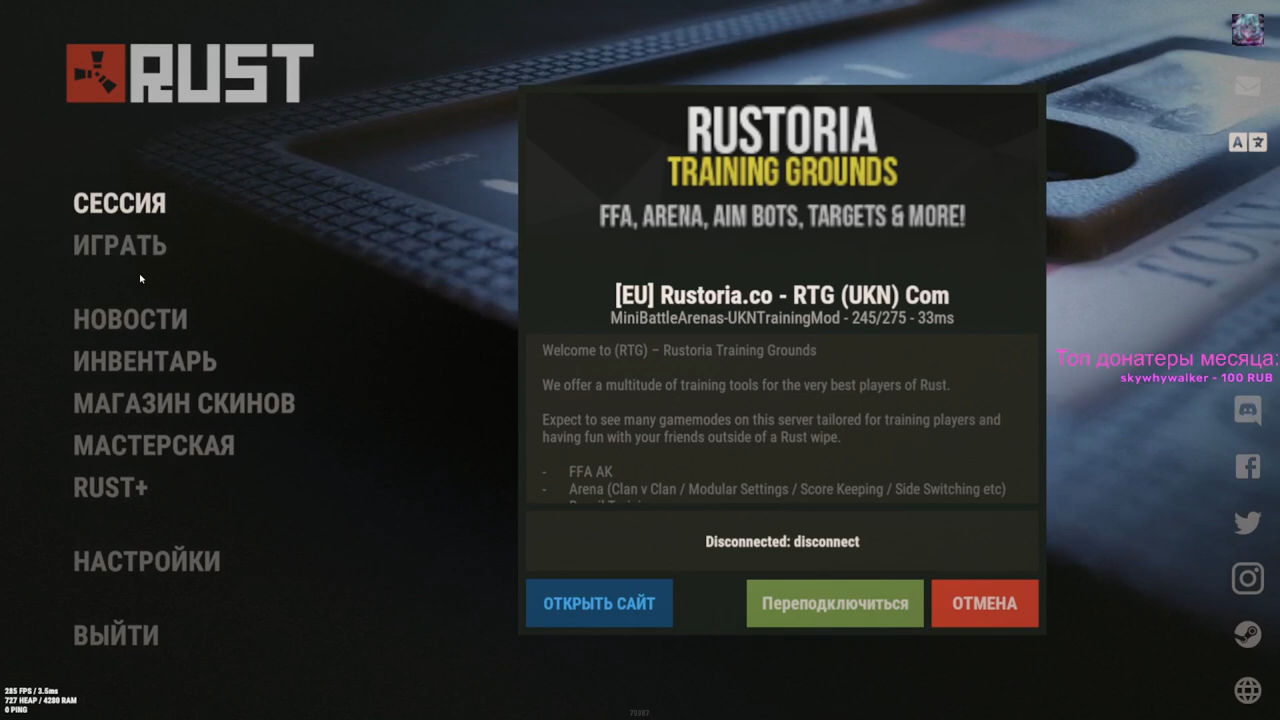 RUST
СЕССИЯ
ИГРАТЬ
НОВОСТИ
ИНВЕНТАРЬ
МАГАЗИН СКИНОВ
МАСТЕРСКАЯ
RUST+
НАСТРОЙКИ
ВЫЙТИ
285 FPS / 3.5ms
727 HEAP / 4280 RAM
0 PING
RUSTORIA
TRAINING GROUNDS
FFA, ARENA, AIM BOTS, TARGETS & MORE!
[EU] Rustoria.co - RTG (UKN) Com
MiniBattleArenas-UKNTrainingMod - 245/275 - 33ms
Welcome to (RTG) – Rustoria Training Grounds
We offer a multitude of training tools for the very best players of Rust.
Expect to see many gamemodes on this server tailored for training players and
having fun with your friends outside of a Rust wipe.
- FFA AK
- Arena (Clan v Clan / Modular Settings / Score Keeping / Side Switching etc)
Disconnected: disconnect
ОТКРЫТЬ САЙТ
Переподключиться
ОТМЕНА
Топ донатеры месяца:
skywhywalker - 100 RUB